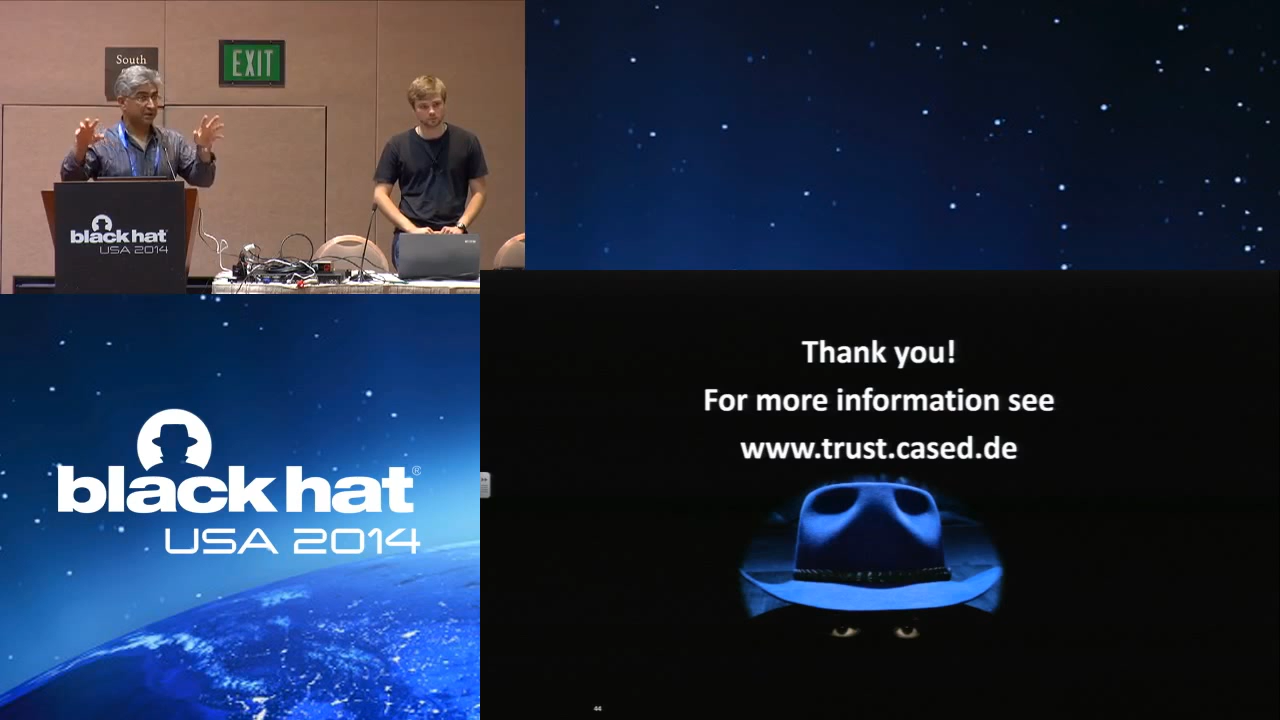 South
EXIT
black hat
USA 2014
black hat®
USA 2014
Thank you!
For more information see
www.trust.cased.de
44